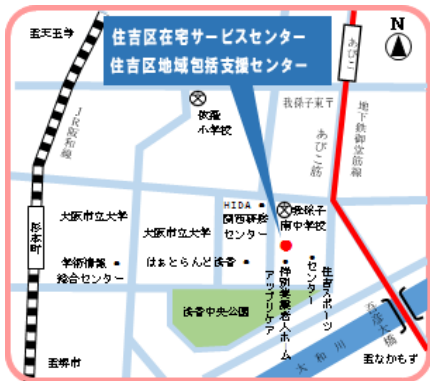 住吉区在宅サービスセンター
住吉区地域包括支援センター
N
至天王寺
あびこ
JR阪和線
依羅
小学校
我孫子東〒
地下鉄御堂筋線
あびこ筋
杉本町
大阪市立大学
HIDA
関西研修
センター
我孫子
南中学校
大阪市立大学
学術情報
総合センター
はあとらんど浅香
特別養護老人ホーム
アップリケア
住吉スポーツ
センター
浅香中央公園
吾彦大橋
大和川
至堺市
至なかもず